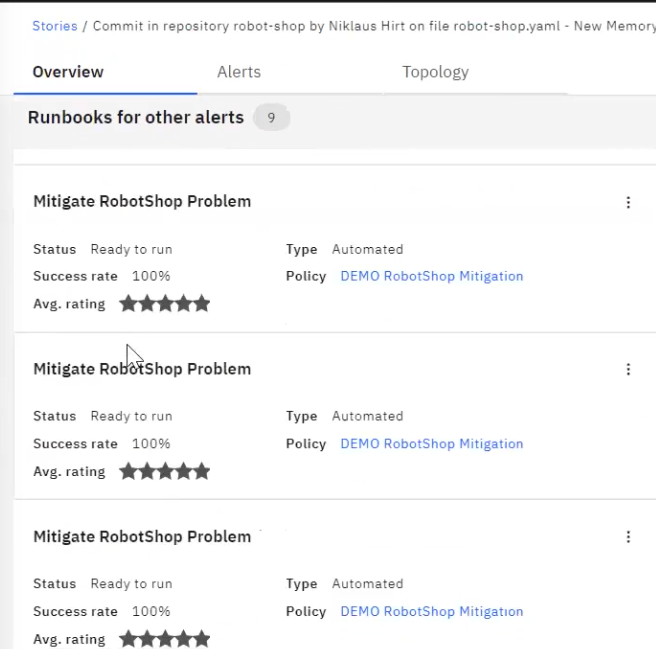 Stories / Commit in repository robot-shop by Niklaus Hirt on file robot-shop.yaml - New Memory
Overview Alerts Topology
Runbooks for other alerts 9
Mitigate RobotShop Problem
Status Ready to run Type Automated
Success rate 100% Policy DEMO RobotShop Mitigation
Avg. rating
Mitigate RobotShop Problem
Status Ready to run Type Automated
Success rate 100% Policy DEMO RobotShop Mitigation
Avg. rating
Mitigate RobotShop Problem
Status Ready to run Type Automated
Success rate 100% Policy DEMO RobotShop Mitigation
Avg. rating